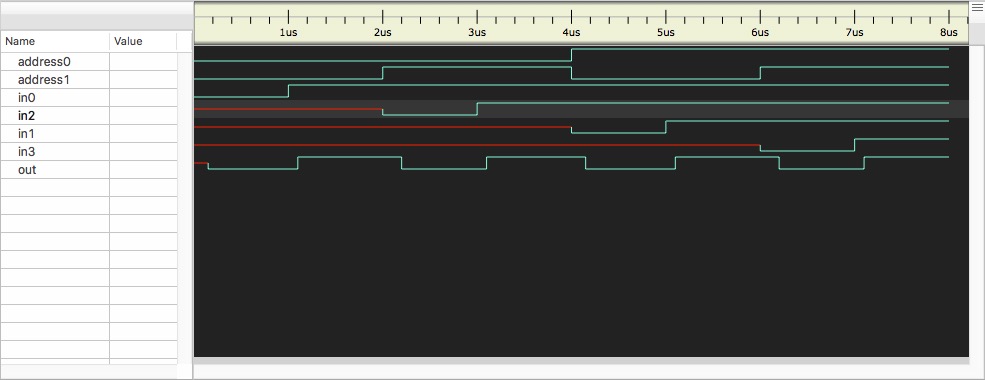 1us 2us 3us 4us 5us 6us 7us 8us
Name Value
address0
address1
in0
in2
in1
in3
out